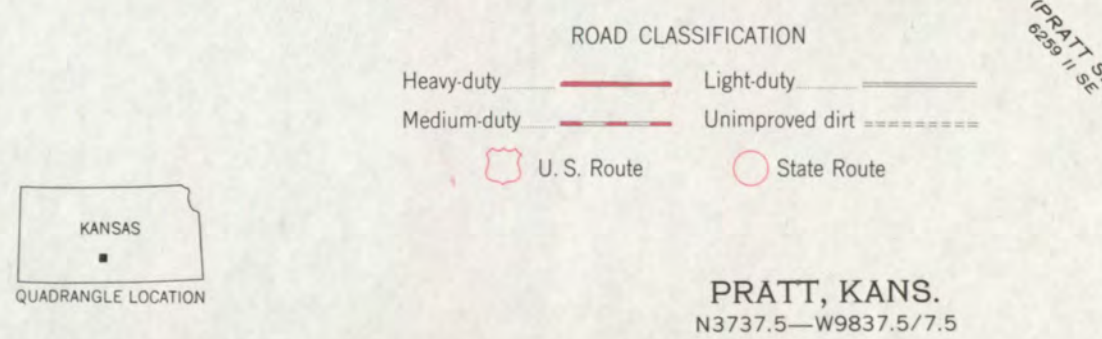 (PRATT
6259 II SE
ROAD CLASSIFICATION
Heavy-duty
Light-duty
Medium-duty
Unimproved dirt
U. S. Route
State Route
KANSAS
QUADRANGLE LOCATION
PRATT, KANS.
N3737.5—W9837.5/7.5